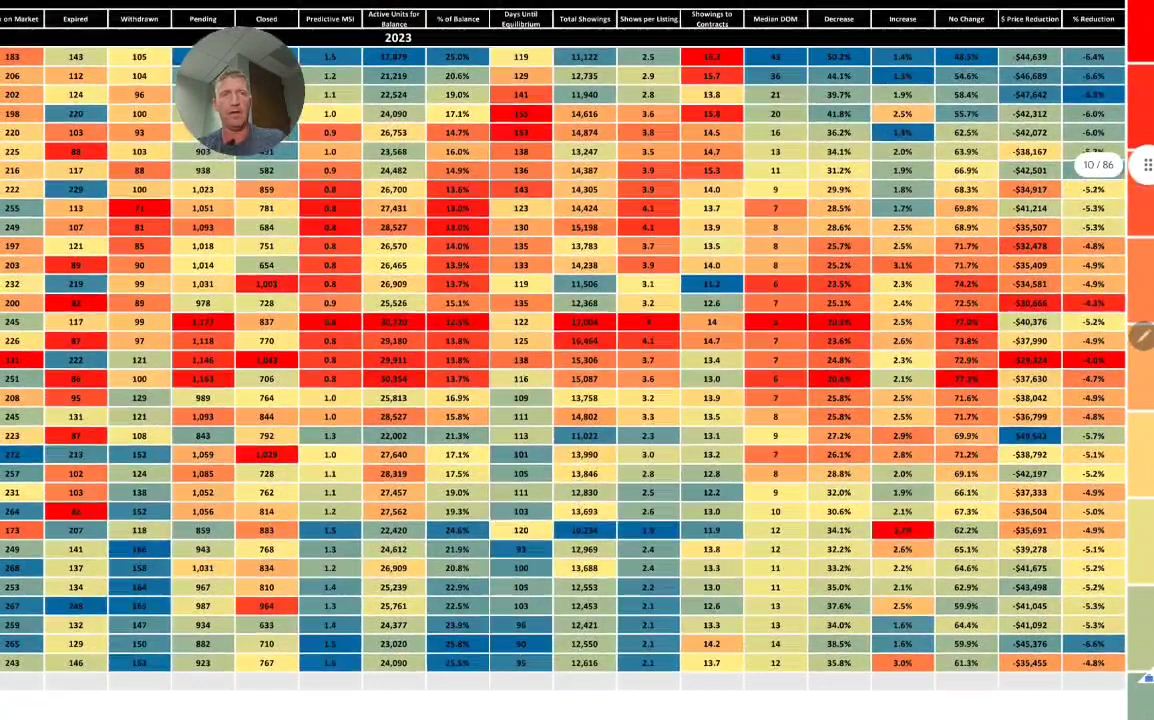 on Market Expired Withdrawn Pending Closed Predictive MSI Active Units for Balance % of Balance Days Until Equilibrium Total Showings Shows per Listing Showings to Contracts Median DOM Decrease Increase No Change $ Price Reduction % Reduction
2023
183 143 105 1.5 17,879 25.0% 119 11,122 2.5 16.3 43 50.2% 1.4% 48.5% -$44,639 -6.4%
206 112 104 1.2 21,219 20.6% 129 12,735 2.9 15.7 36 44.1% 1.3% 54.6% -$46,689 -6.6%
202 124 96 1.1 22,524 19.0% 141 11,940 2.8 13.8 21 39.7% 1.9% 58.4% -$47,642
198 220 100 1.0 24,090 17.1% 155 14,616 3.6 15.8 20 41.8% 2.5% 55.7% -$42,312 -6.0%
220 103 93 0.9 26,753 14.7% 14,874 3.8 14.5 16 36.2% 62.5% -$42,072 -6.0%
225 88 103 903 1.0 23,568 16.0% 138 13,247 3.5 14.7 13 34.1% 2.0% 63.9% -$38,167
216 117 88 938 582 0.9 24,482 14.9% 136 14,387 3.9 15.3 11 31.2% 1.9% 66.9% -$42,501
222 229 100 1,023 859 0.8 26,700 13.6% 143 14,305 3.9 14.0 9 29.9% 1.8% 68.3% -$34,917 -5.2%
255 113 71 1,051 781 0.8 27,431 13.0% 123 14,424 4.1 13.7 7 28.5% 1.7% 69.8% -$41,214 -5.3%
249 107 81 1,093 684 0.8 28,527 13.0% 130 15,198 4.1 13.9 8 28.6% 2.5% 68.9% -$35,507 -5.3%
197 121 85 1,018 751 0.8 26,570 14.0% 135 13,783 3.7 13.5 8 25.7% 2.5% 71.7% -$32,478 -4.8%
203 89 90 1,014 654 0.8 26,465 13.9% 133 14,238 3.9 14.0 8 25.2% 3.1% 71.7% -$35,409 -4.9%
232 219 99 1,031 1,001 0.8 26,909 13.7% 119 11,506 3.1 11.2 6 23.5% 2.3% 74.2% -$34,581 -4.9%
200 89 978 728 0.9 25,526 15.1% 135 12,368 3.2 12.6 7 25.1% 2.4% 72.5% $30,666 -4.3%
245 117 99 1,177 837 0.8 30,720 12.5% 122 17,004 4 14 5 77.0% -$40,376 -5.2%
226 87 97 1,118 770 0.8 29,180 13.8% 127 16,464 4.1 14.7 7 23.6% 2.6% 73.8% -$37,990 -4.9%
222 121 1,146 1,042 0.8 29,911 13.8% 138 15,306 3.7 13.4 7 24.8% 2.3% 72.9% -4.0%
251 86 100 1,163 706 0.8 30,354 13.7% 116 15,087 3.6 13.0 6 20.6% 2.1% 77.3% -$37,630 -4.7%
208 95 129 989 764 1.0 25,813 16.9% 109 13,758 3.2 13.9 7 25.8% 2.5% 71.6% -$38,042 -4.9%
245 131 121 1,093 844 1.0 28,527 15.8% 111 14,802 3.3 13.5 8 25.8% 2.5% 71.7% -$36,799 -4.8%
223 87 108 843 792 1.3 22,002 21.3% 113 11,022 2.3 13.1 9 27.2% 2.9% 69.9% -5.7%
272 213 152 1,059 1,029 1.0 27,640 17.1% 101 13,990 3.0 13.2 7 26.1% 2.8% 71.2% -$38,792 -5.1%
257 102 124 1,085 728 1.1 28,319 17.5% 105 13,846 2.8 12.8 8 28.8% 2.0% 69.1% -$42,197 -5.2%
231 103 138 1,052 762 1.1 27,457 19.0% 111 12,830 2.5 12.2 9 32.0% 1.9% 66.1% -$37,333 -4.9%
264 152 1,056 814 1.2 27,562 19.3% 103 13,693 2.6 13.0 10 30.6% 2.1% 67.3% -$36,504 -5.0%
173 207 118 859 883 1.5 22,420 24.6% 120 10,234 1.9 11.9 12 34.1% 62.2% -$35,691 -4.9%
249 141 166 943 768 1.3 24,612 21.9% 93 12,969 2.4 13.8 12 32.2% 2.6% 65.1% -$39,278 -5.1%
268 137 158 1,031 834 1.2 26,909 20.8% 100 13,688 2.4 13.3 11 33.2% 2.2% 64.6% -$41,675 -5.2%
253 134 164 967 810 1.4 25,239 22.9% 105 12,553 2.2 13.0 11 35.0% 2.1% 62.9% -$43,498 -5.2%
267 248 165 987 964 1.4 25,761 22.5% 103 12,453 2.1 12.6 13 37.6% 2.5% 59.9% -$41,045 -5.3%
259 132 147 934 633 1.4 24,377 23.9% 96 12,421 2.1 13.3 13 34.0% 1.6% 64.4% -$41,092 -5.3%
265 129 150 882 710 1.5 23,020 25.8% 90 12,550 2.1 14.2 14 38.5% 1.6% 59.9% -$45,376 -6.6%
243 146 153 923 767 1.6 24,090 25.5% 95 12,616 2.1 13.7 12 35.8% 3.0% 61.3% -$35,455 -4.8%
10 / 86